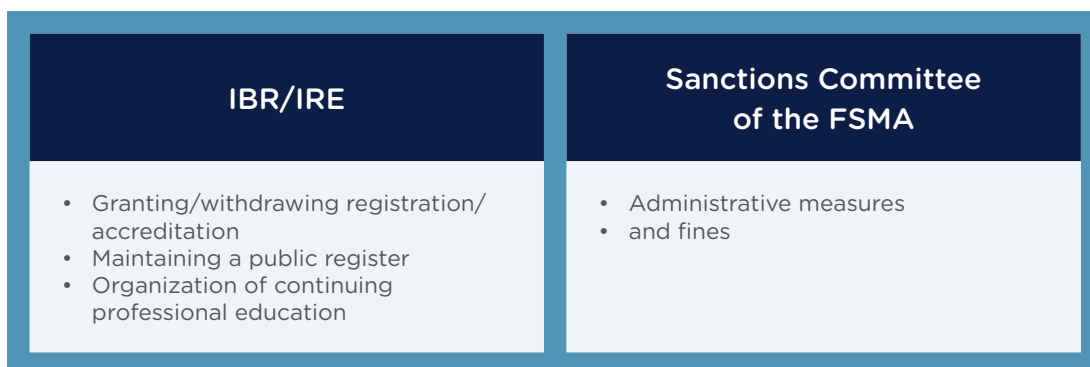 IBR/IRE
• Granting/withdrawing registration/
accreditation
• Maintaining a public register
• Organization of continuing
professional education
Sanctions Committee
of the FSMA
• Administrative measures
• and fines